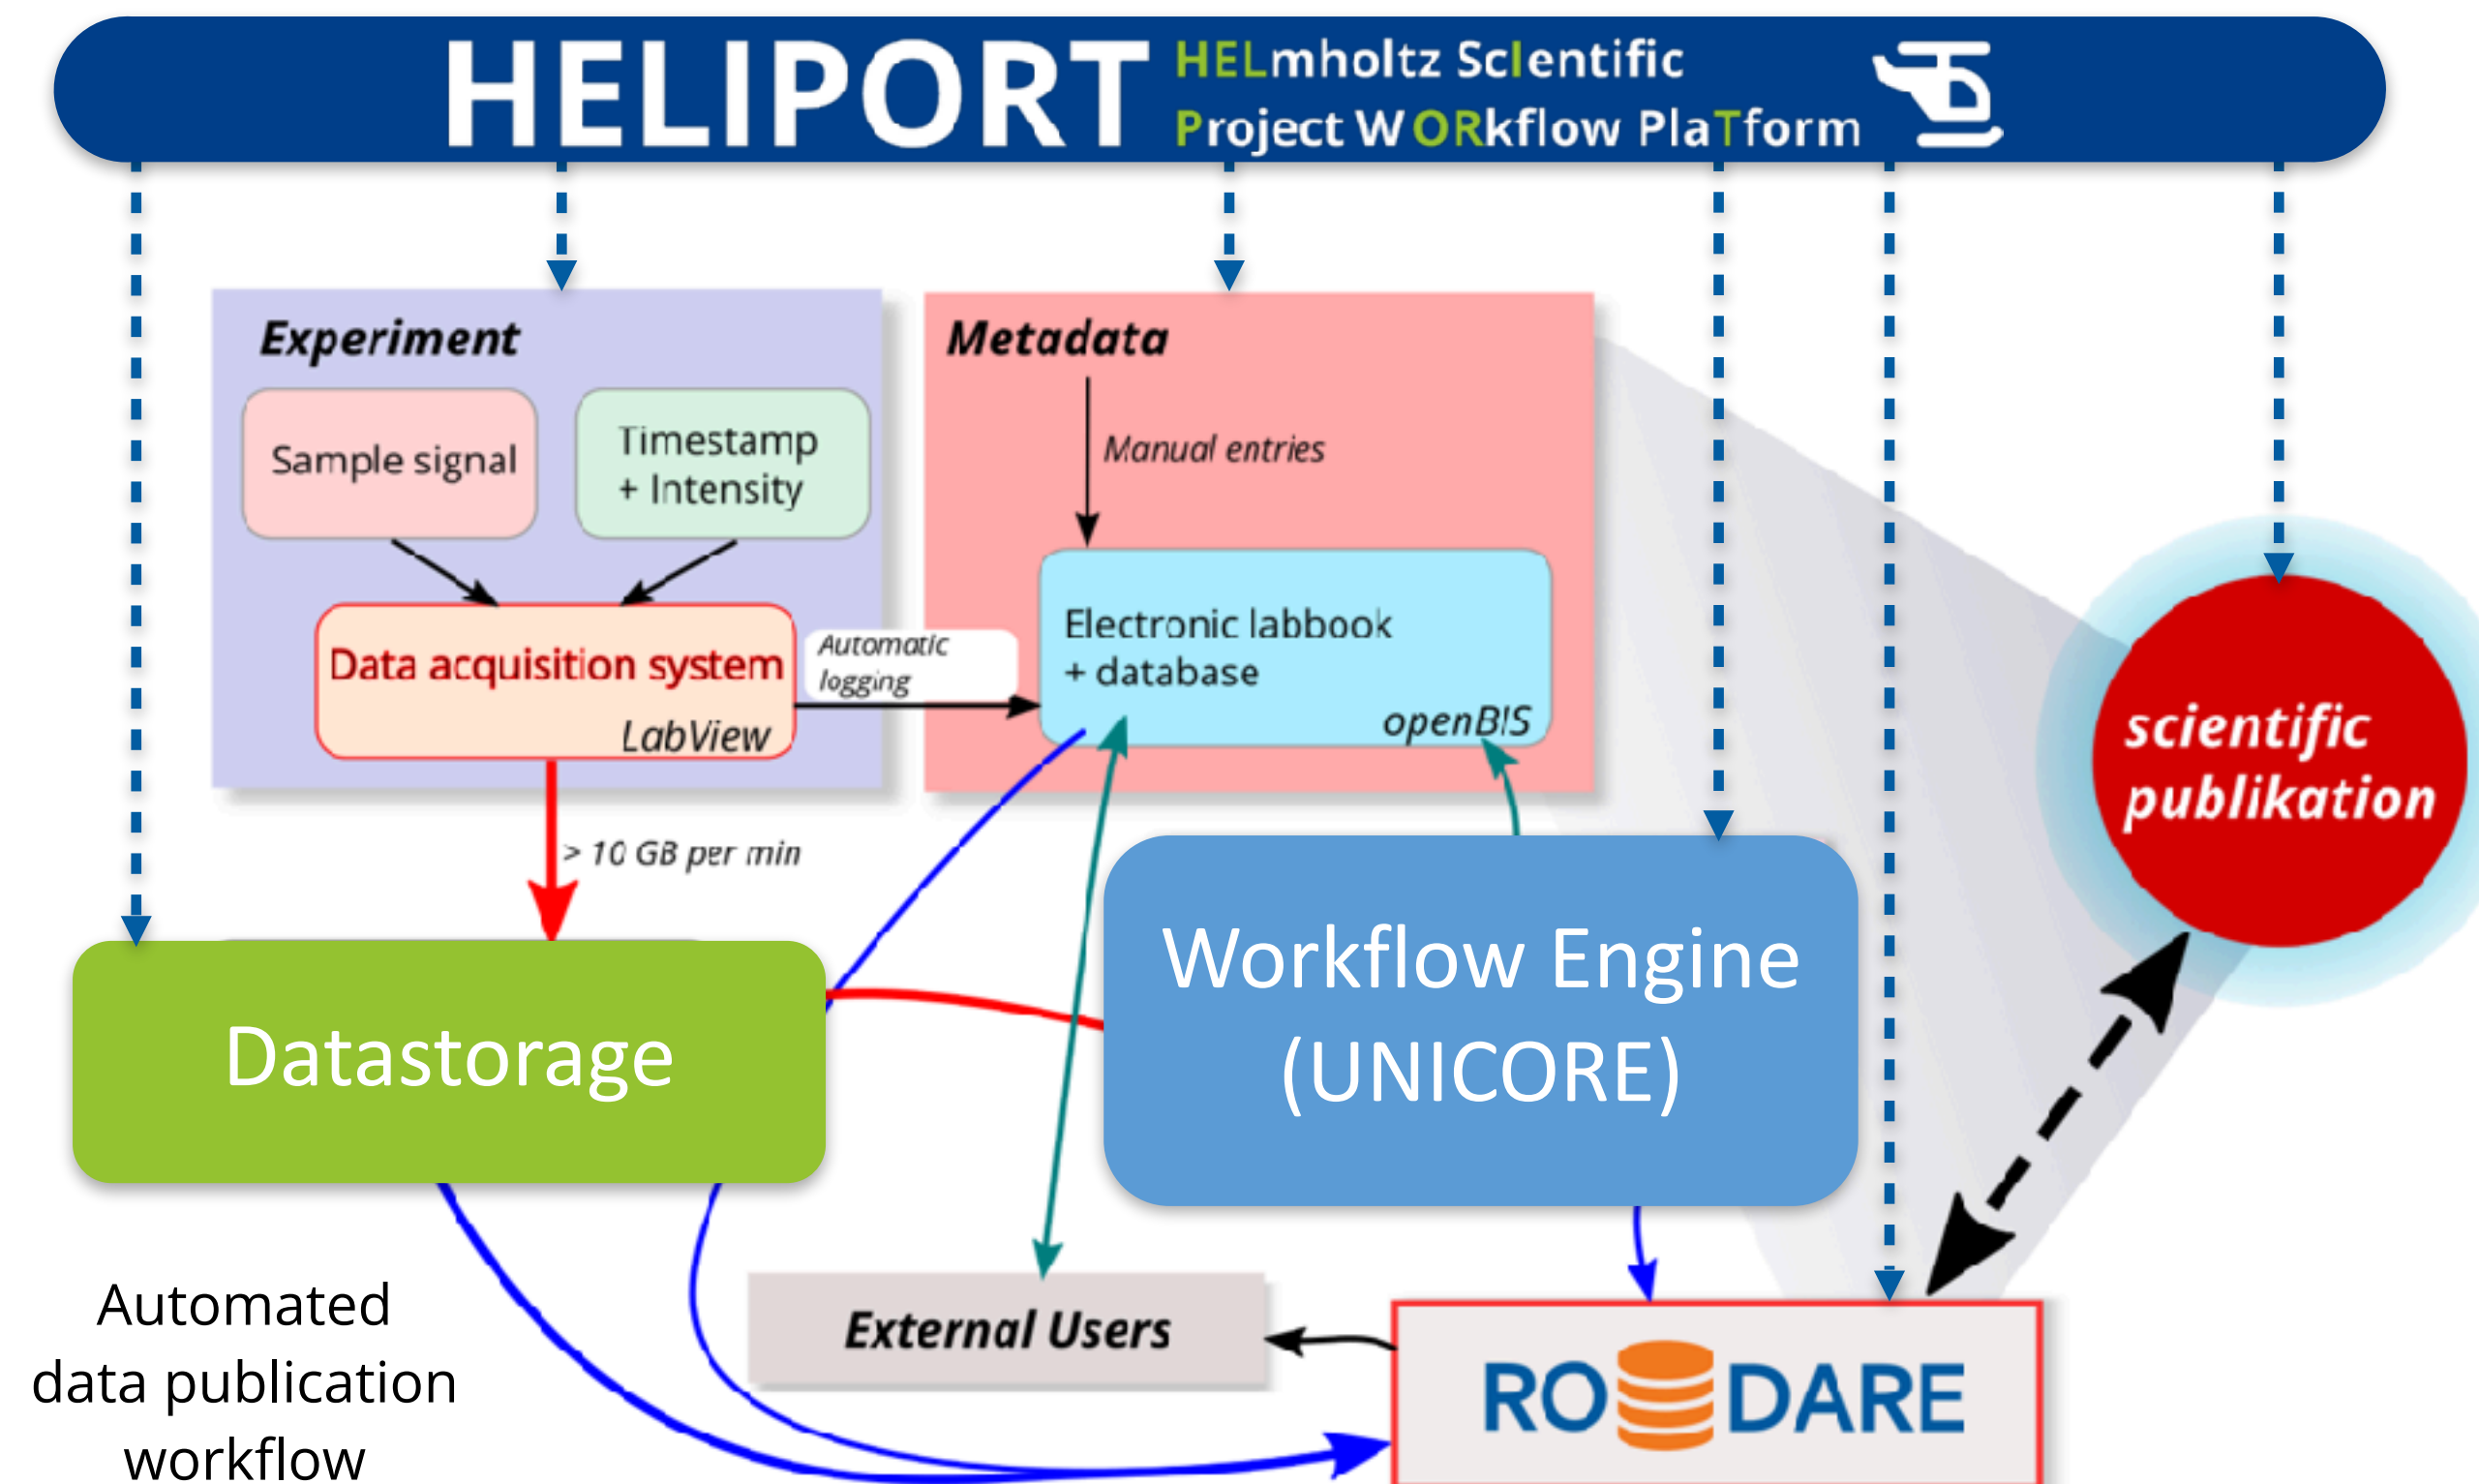 HELIPORT
HELmholtz ScIentific
Project WORkflow PlaTform
Experiment
Sample signal
Timestamp
+ Intensity
Data acquisition system
LabView
Automatic
logging
Metadata
Manual entries
Electronic labbook
+ database
openBIS
> 10 GB per min
scientific
publikation
Datastorage
Workflow Engine
(UNICORE)
External Users
RODARE
Automated
data publication
workflow